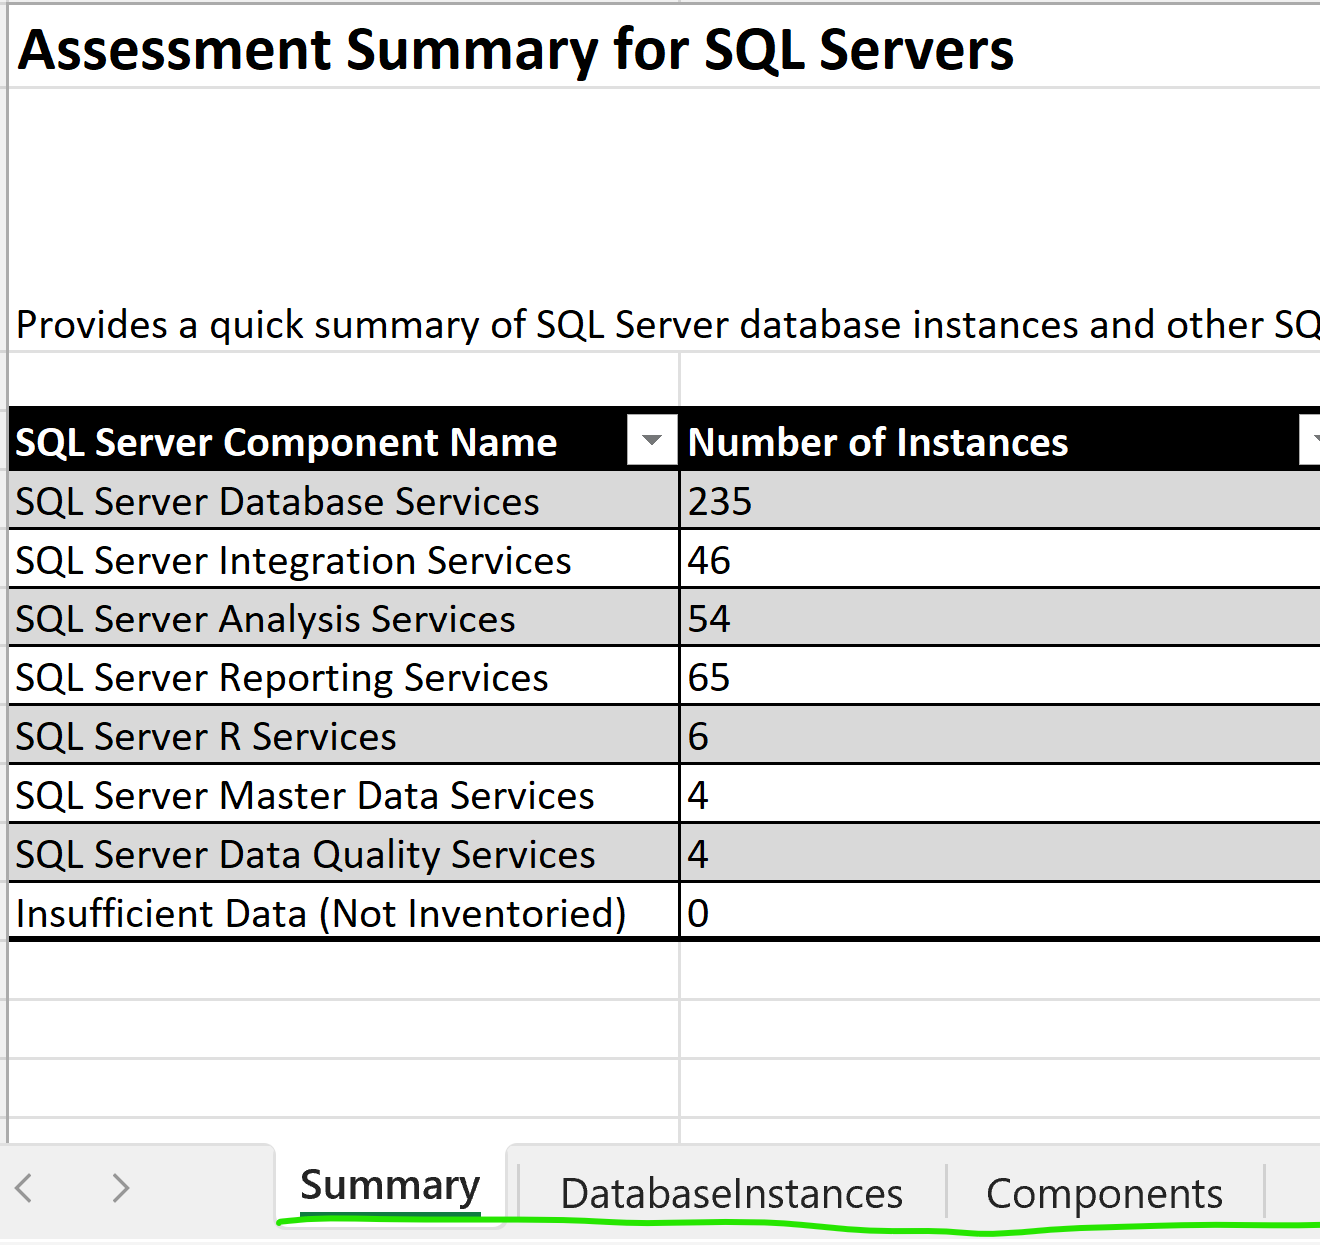 Assessment Summary for SQL Servers
Provides a quick summary of SQL Server database instances and other SQ
SQL Server Component Name Number of Instances
SQL Server Database Services 235
SQL Server Integration Services 46
SQL Server Analysis Services 54
SQL Server Reporting Services 65
SQL Server R Services 6
SQL Server Master Data Services 4
SQL Server Data Quality Services 4
Insufficient Data (Not Inventoried) 0
Summary DatabaseInstances Components